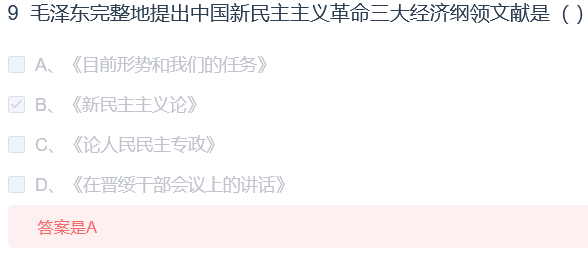 9 毛泽东完整地提出中国新民主主义革命三大经济纲领文献是 ( )
A、《目前形势和我们的任务》
B、《新民主主义论》
C、《论人民民主专政》
D、《在晋绥干部会议上的讲话》
答案是A